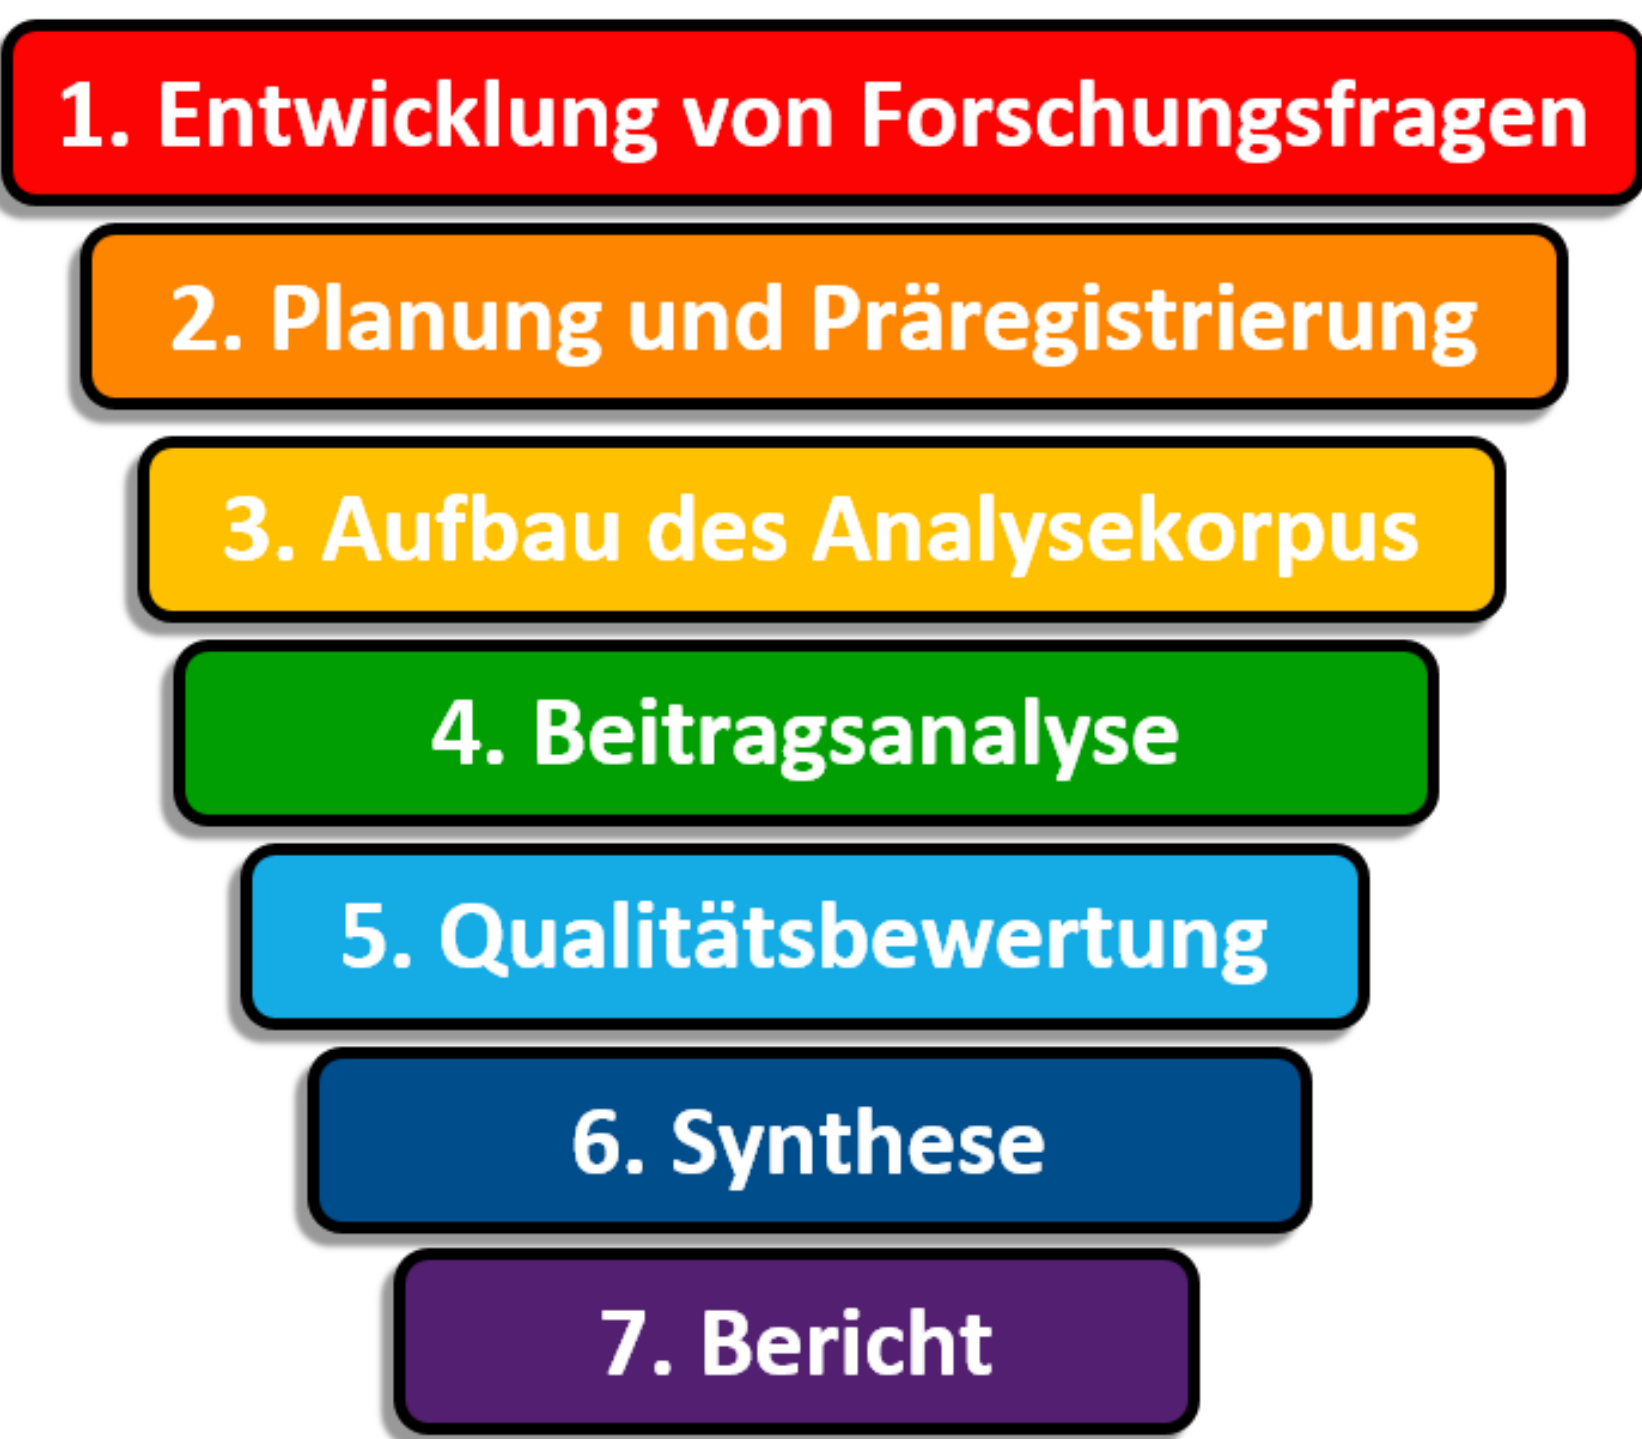 1. Entwicklung von Forschungsfragen
2. Planung und Präregistrierung
3. Aufbau des Analysekorpus
4. Beitragsanalyse
5. Qualitätsbewertung
6. Synthese
7. Bericht